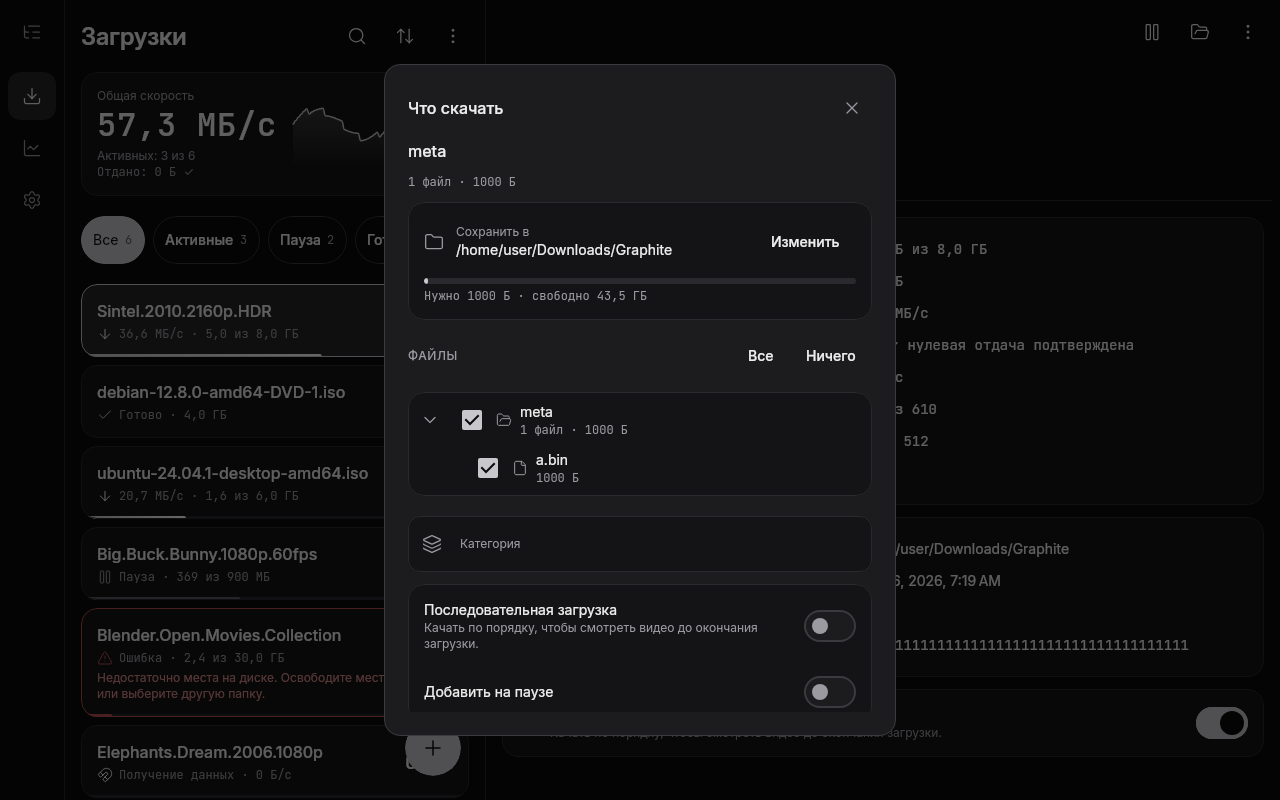 Загрузки
Общая скорость
57,3 МБ/с
Активных: 3 из 6
Отдано: 0 Б
Все 6
Активные 3
Пауза 2
Sintel.2010.2160p.HDR
36,6 МБ/с · 5,0 из 8,0 ГБ
debian-12.8.0-amd64-DVD-1.iso
Готово · 4,0 ГБ
ubuntu-24.04.1-desktop-amd64.iso
20,7 МБ/с · 1,6 из 6,0 ГБ
Big.Buck.Bunny.1080p.60fps
Пауза · 369 из 900 МБ
Blender.Open.Movies.Collection
Ошибка · 2,4 из 30,0 ГБ
Недостаточно места на диске. Освободите
или выберите другую папку.
Elephants.Dream.2006.1080p
Получение данных · 0 Б/с
Что скачать
meta
1 файл · 1000 Б
Сохранить в
/home/user/Downloads/Graphite
Изменить
Нужно 1000 Б · свободно 43,5 ГБ
ФАЙЛЫ
Все
Ничего
meta
1 файл · 1000 Б
a.bin
1000 Б
Категория
Последовательная загрузка
Качать по порядку, чтобы смотреть видео до окончания
загрузки.
Добавить на паузе
Б из 8,0 ГБ
Б
МБ/с
нулевая отдача подтверждена
с
610
512
/user/Downloads/Graphite
, 2026, 7:19 AM
загрузки.